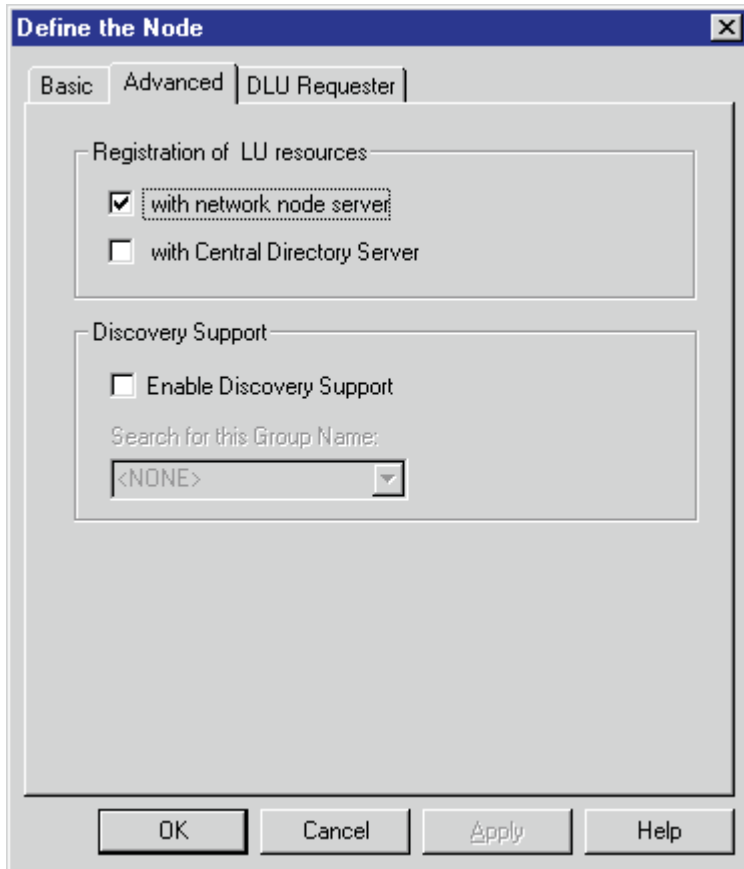 Define the Node
Basic Advanced DLU Requester
Registration of LU resources
with network node server
with Central Directory Server
Discovery Support
Enable Discovery Support
Search for this Group Name:
<NONE>
OK Cancel Apply Help